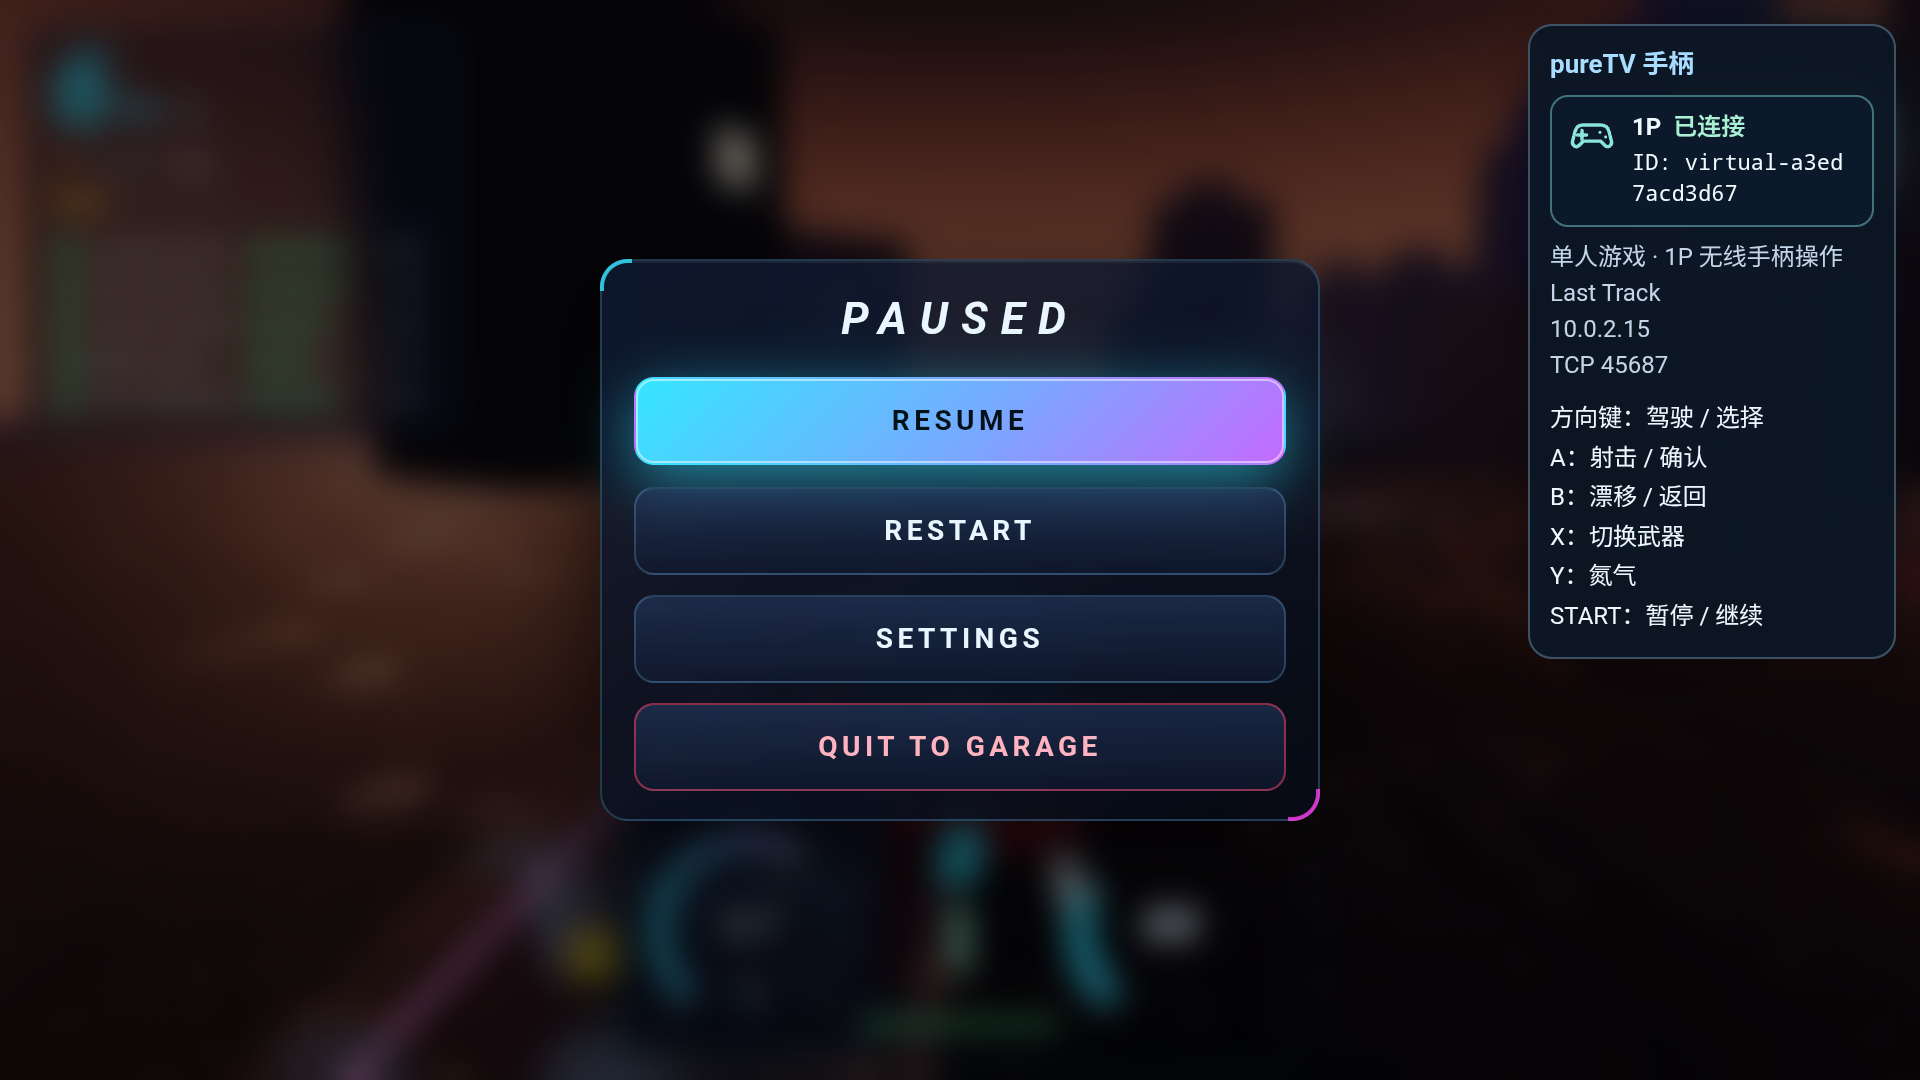 PAUSED
RESUME
RESTART
SETTINGS
QUIT TO GARAGE
pureTV 手柄
1P 已连接
ID: virtual-a3ed
7acd3d67
单人游戏 · 1P 无线手柄操作
Last Track
10.0.2.15
TCP 45687
方向键：驾驶 / 选择
A：射击 / 确认
B：漂移 / 返回
X：切换武器
Y：氮气
START：暂停 / 继续